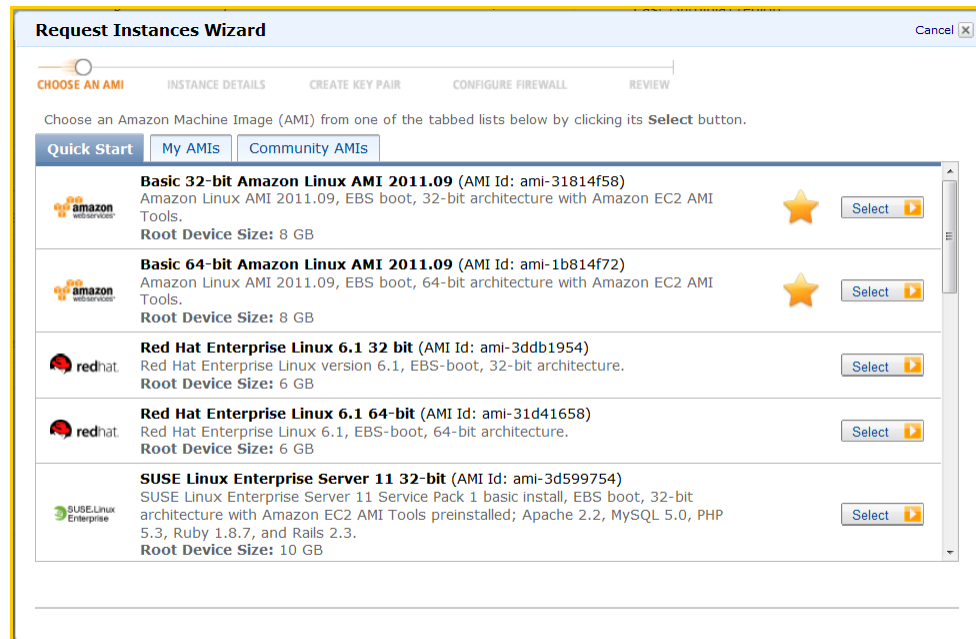 Request Instances Wizard
Cancel
CHOOSE AN AMI INSTANCE DETAILS CREATE KEY PAIR CONFIGURE FIREWALL REVIEW
Choose an Amazon Machine Image (AMI) from one of the tabbed lists below by clicking its Select button.
Quick Start My AMIs Community AMIs
Basic 32-bit Amazon Linux AMI 2011.09 (AMI Id: ami-31814f58)
Amazon Linux AMI 2011.09, EBS boot, 32-bit architecture with Amazon EC2 AMI
Tools.
Root Device Size: 8 GB
amazon
webservices
Select
Basic 64-bit Amazon Linux AMI 2011.09 (AMI Id: ami-1b814f72)
Amazon Linux AMI 2011.09, EBS boot, 64-bit architecture with Amazon EC2 AMI
Tools.
Root Device Size: 8 GB
amazon
webservices
Select
Red Hat Enterprise Linux 6.1 32 bit (AMI Id: ami-3ddb1954)
Red Hat Enterprise Linux version 6.1, EBS-boot, 32-bit architecture.
Root Device Size: 6 GB
redhat.
Select
Red Hat Enterprise Linux 6.1 64-bit (AMI Id: ami-31d41658)
Red Hat Enterprise Linux 6.1, EBS-boot, 64-bit architecture.
Root Device Size: 6 GB
redhat.
Select
SUSE Linux Enterprise Server 11 32-bit (AMI Id: ami-3d599754)
SUSE Linux Enterprise Server 11 Service Pack 1 basic install, EBS boot, 32-bit
architecture with Amazon EC2 AMI Tools preinstalled; Apache 2.2, MySQL 5.0, PHP
5.3, Ruby 1.8.7, and Rails 2.3.
Root Device Size: 10 GB
SUSE.Linux
Enterprise
Select